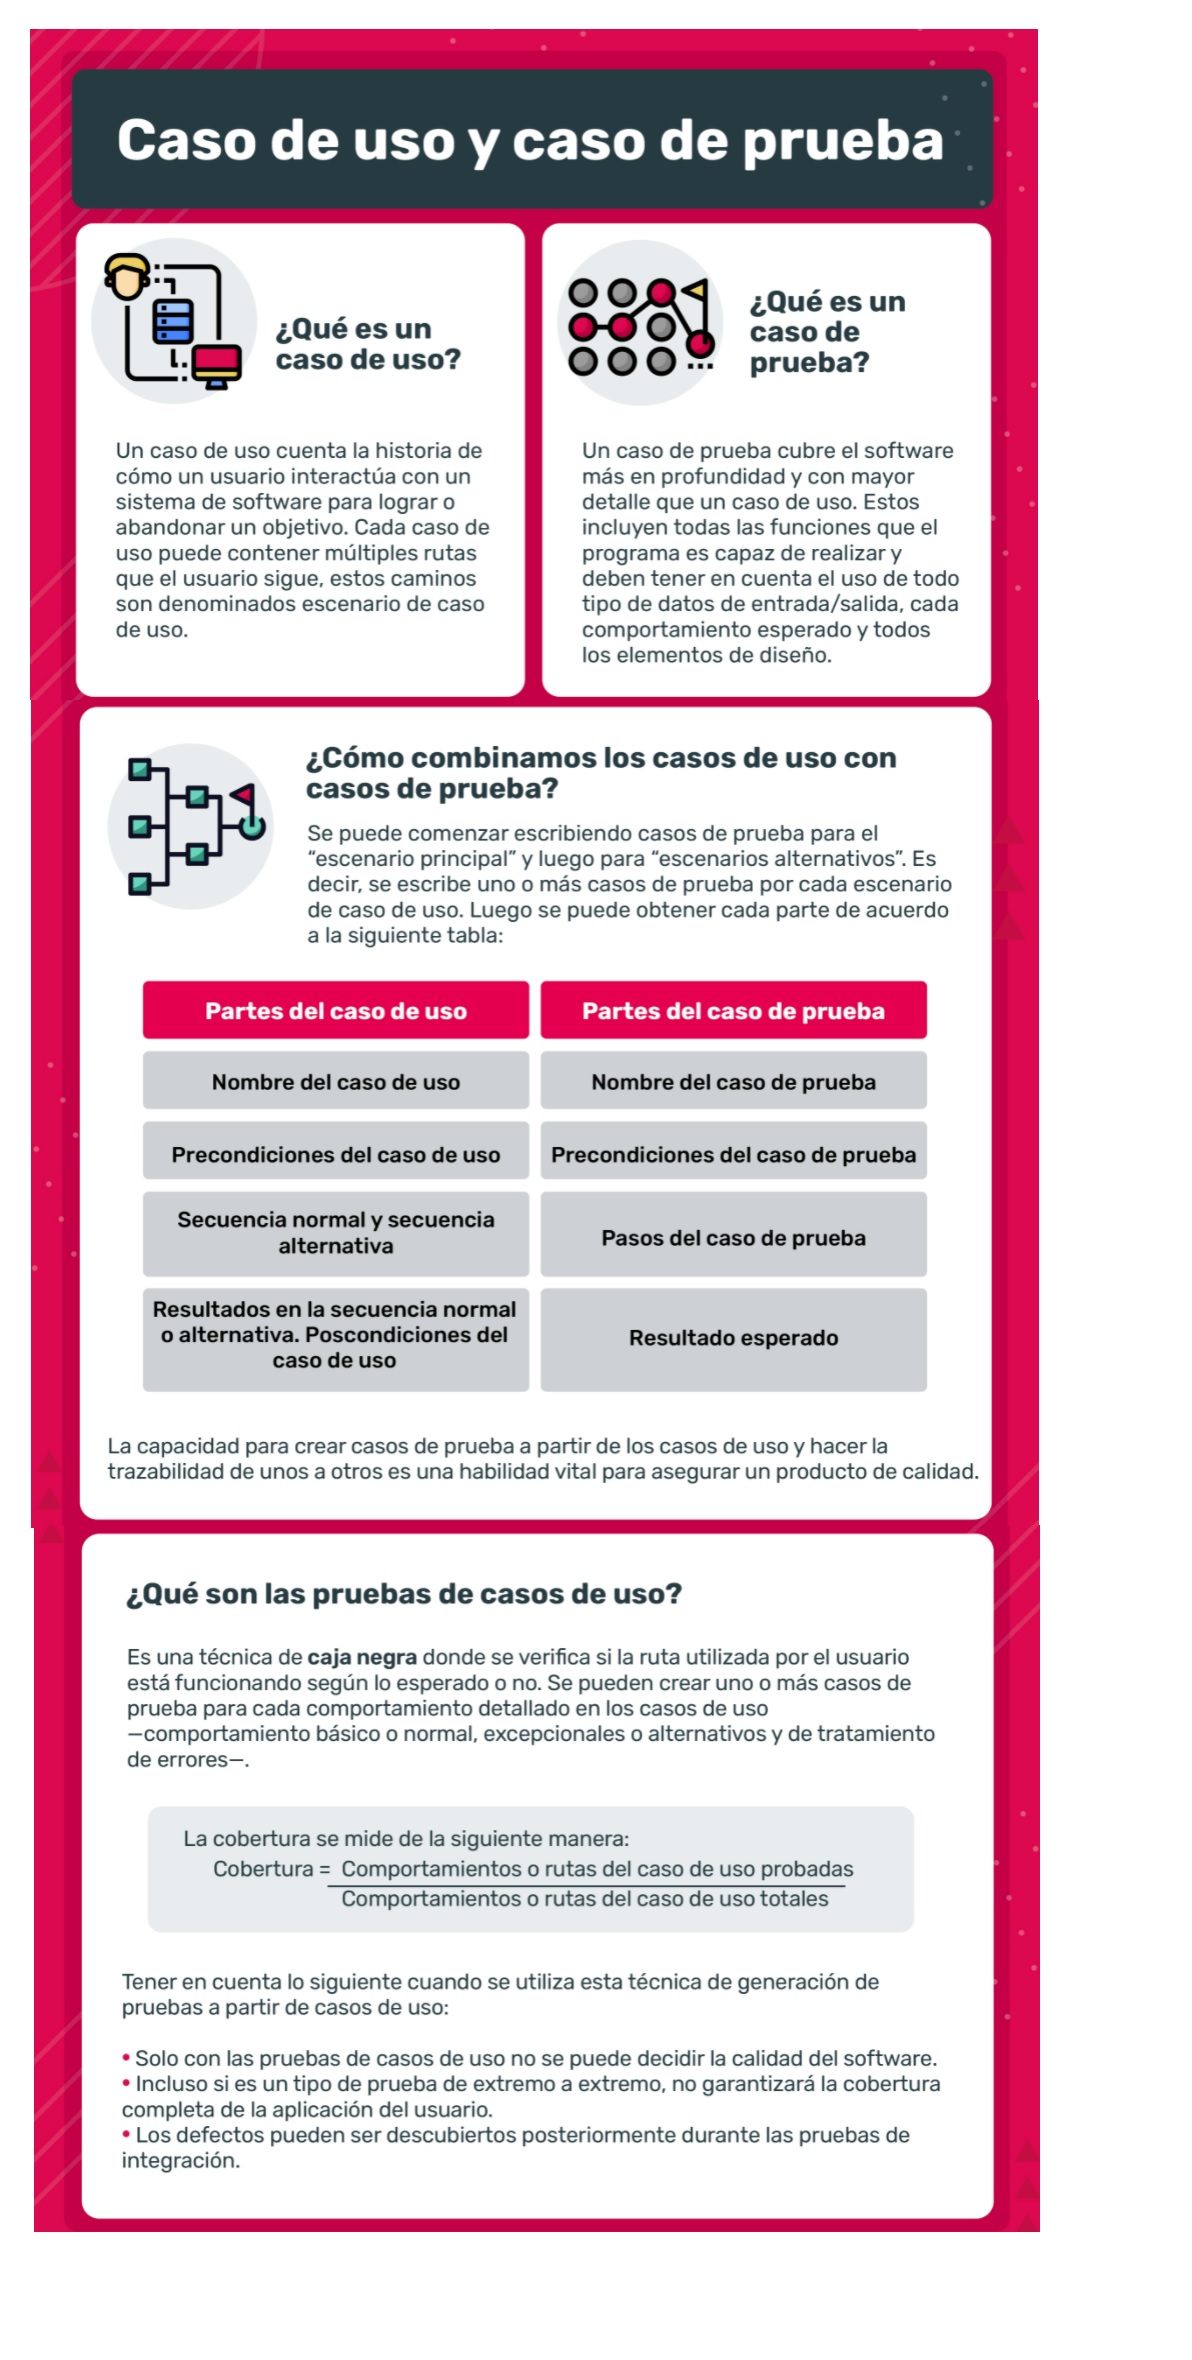 Caso de uso y caso de prueba
¿Qué es un
caso de uso?
Un caso de uso cuenta la historia de
cómo un usuario interactúa con un
sistema de software para lograr o
abandonar un objetivo. Cada caso de
uso puede contener múltiples rutas
que el usuario sigue, estos caminos
son denominados escenario de caso
de uso.
¿Qué es un
caso de
prueba?
Un caso de prueba cubre el software
más en profundidad y con mayor
detalle que un caso de uso. Estos
incluyen todas las funciones que el
programa es capaz de realizar y
deben tener en cuenta el uso de todo
tipo de datos de entrada/salida, cada
comportamiento esperado y todos
los elementos de diseño.
¿Cómo combinamos los casos de uso con
casos de prueba?
Se puede comenzar escribiendo casos de prueba para el
“escenario principal” y luego para “escenarios alternativos”. Es
decir, se escribe uno o más casos de prueba por cada escenario
de caso de uso. Luego se puede obtener cada parte de acuerdo
a la siguiente tabla:
Partes del caso de uso
Partes del caso de prueba
Nombre del caso de uso
Nombre del caso de prueba
Precondiciones del caso de uso
Precondiciones del caso de prueba
Secuencia normal y secuencia
alternativa
Pasos del caso de prueba
Resultados en la secuencia normal
o alternativa. Poscondiciones del
caso de uso
Resultado esperado
La capacidad para crear casos de prueba a partir de los casos de uso y hacer la
trazabilidad de unos a otros es una habilidad vital para asegurar un producto de calidad.
¿Qué son las pruebas de casos de uso?
Es una técnica de caja negra donde se verifica si la ruta utilizada por el usuario
está funcionando según lo esperado o no. Se pueden crear uno o más casos de
prueba para cada comportamiento detallado en los casos de uso
—comportamiento básico o normal, excepcionales o alternativos y de tratamiento
de errores—.
La cobertura se mide de la siguiente manera:
Cobertura = Comportamientos o rutas del caso de uso probadas
Comportamientos o rutas del caso de uso totales
Tener en cuenta lo siguiente cuando se utiliza esta técnica de generación de
pruebas a partir de casos de uso:
• Solo con las pruebas de casos de uso no se puede decidir la calidad del software.
• Incluso si es un tipo de prueba de extremo a extremo, no garantizará la cobertura
completa de la aplicación del usuario.
• Los defectos pueden ser descubiertos posteriormente durante las pruebas de
integración.